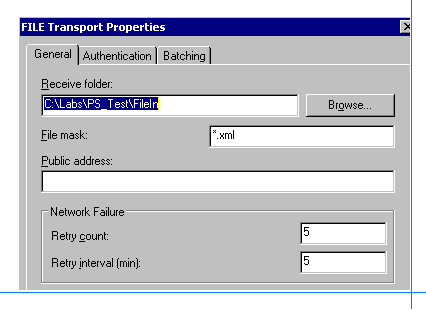 FILE Transport Properties
General Authentication Batching
Receive folder:
C:\Labs\PS_Test\FileIn
Browse...
File mask:
*.xml
Public address:
Network Failure
Retry count:
5
Retry interval (min):
5